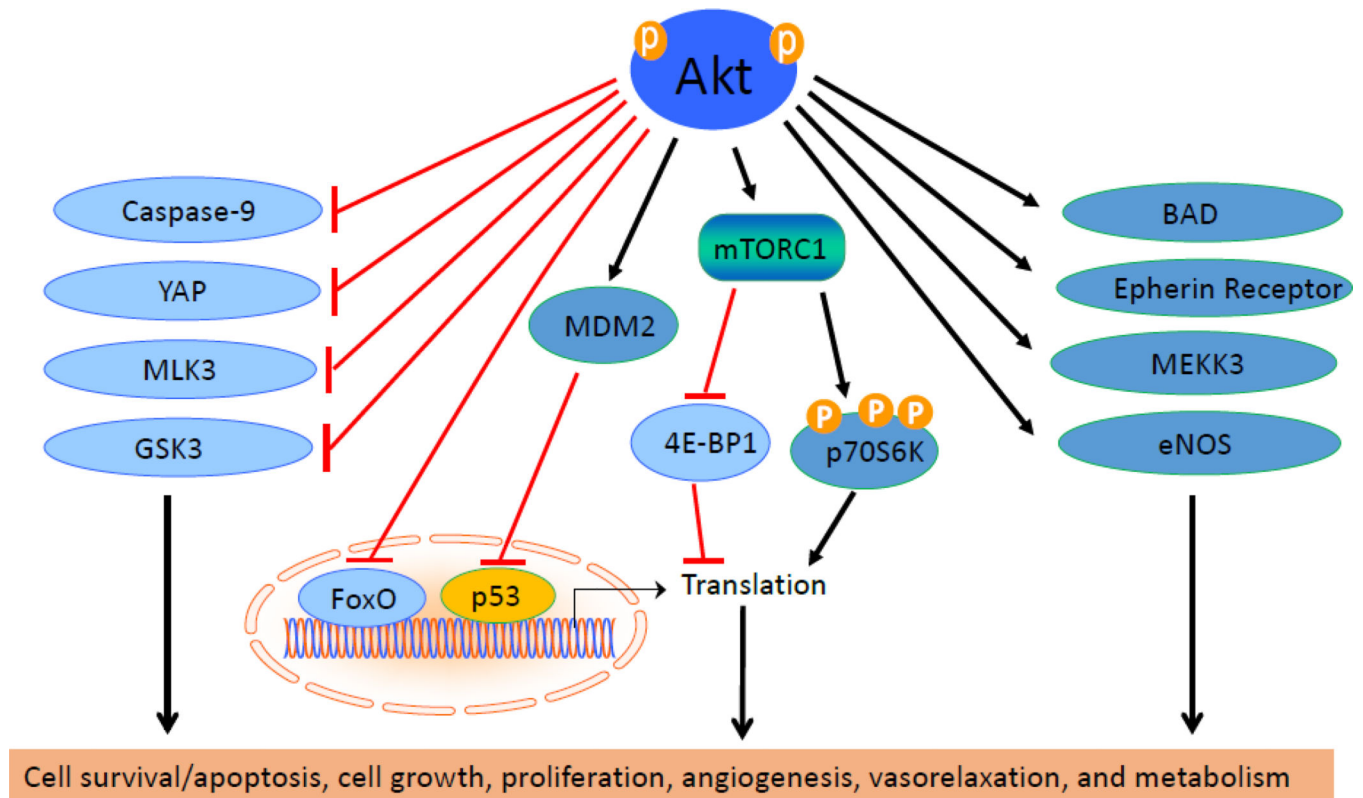 p
p
Akt
Caspase-9
YAP
MLK3
GSK3
MDM2
mTORC1
4E-BP1
P
P
P
p70S6K
BAD
Epherin Receptor
MEKK3
eNOS
FoxO
p53
Translation
Cell survival/apoptosis, cell growth, proliferation, angiogenesis, vasorelaxation, and metabolism